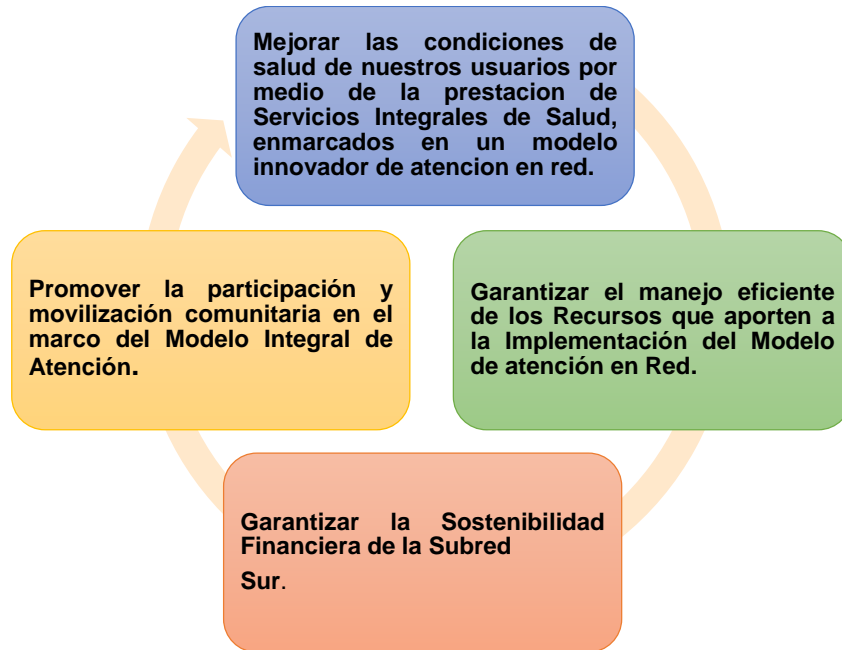 Mejorar las condiciones de
salud de nuestros usuarios por
medio de la prestacion de
Servicios Integrales de Salud,
enmarcados en un modelo
innovador de atencion en red.
Garantizar el manejo eficiente
de los Recursos que aporten a
la Implementación del Modelo
de atención en Red.
Garantizar la Sostenibilidad
Financiera de la Subred
Sur.
Promover la participación y
movilización comunitaria en el
marco del Modelo Integral de
Atención.